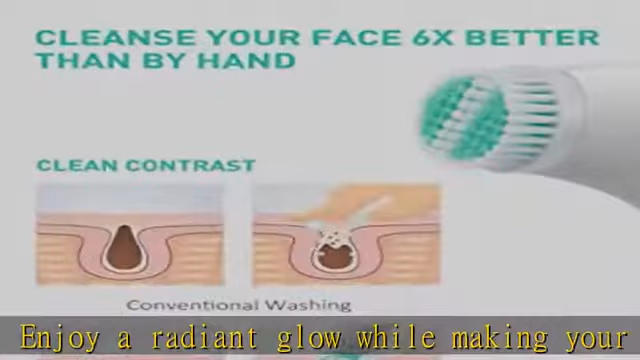 CLEANSE YOUR FACE 6X BETTER
THAN BY HAND
CLEAN CONTRAST
Conventional Washing
Enjoy a radiant glow while making your